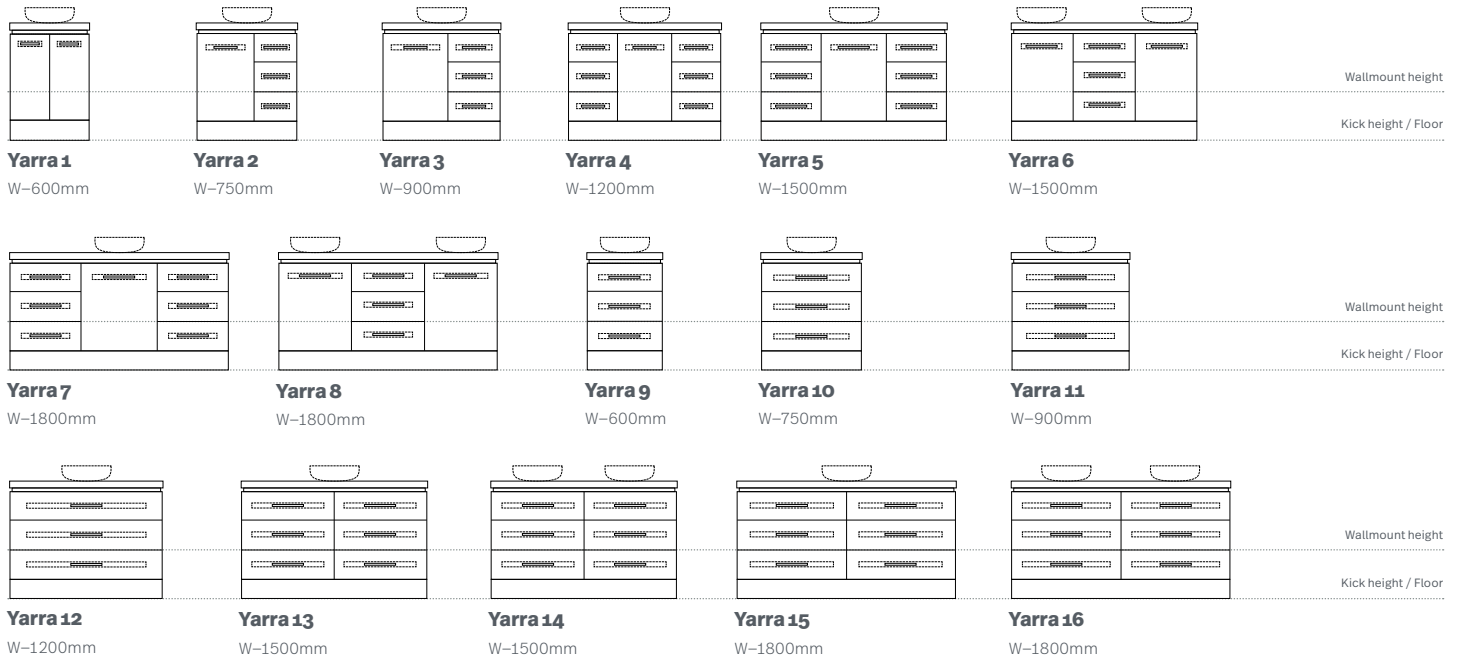 Wallmount height
Kick height / Floor
Yarra 1
Yarra 2
Yarra 3
Yarra 4
Yarra 5
Yarra 6
W–600mm
W–750mm
W–900mm
W–1200mm
W–1500mm
W–1500mm
Wallmount height
Kick height / Floor
Yarra 7
Yarra 8
Yarra 9
Yarra 10
Yarra 11
W–1800mm
W–1800mm
W–600mm
W–750mm
W–900mm
Wallmount height
Kick height / Floor
Yarra 12
Yarra 13
Yarra 14
Yarra 15
Yarra 16
W–1200mm
W–1500mm
W–1500mm
W–1800mm
W–1800mm